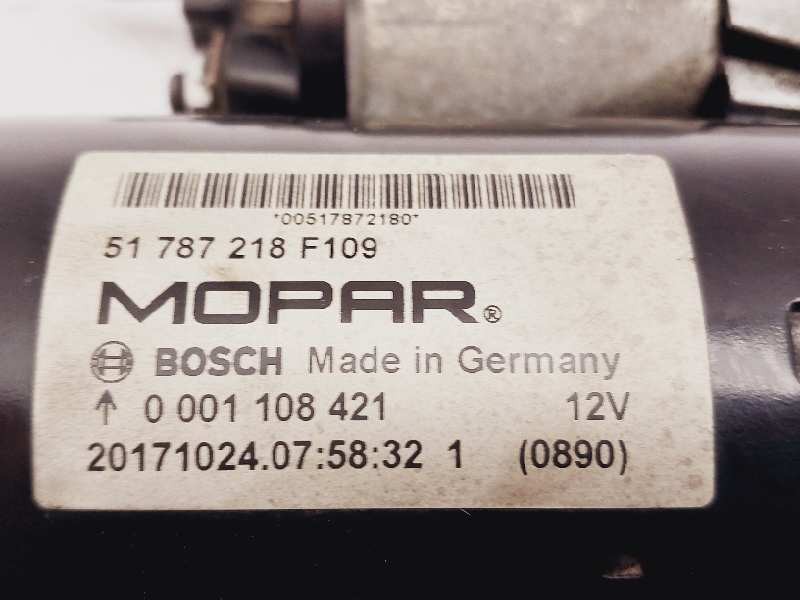 *00517872180*
51 787 218 F109
MOPAR®
BOSCH Made in Germany
↑ 0 001 108 421 12V
20171024.07:58:32 1 (0890)